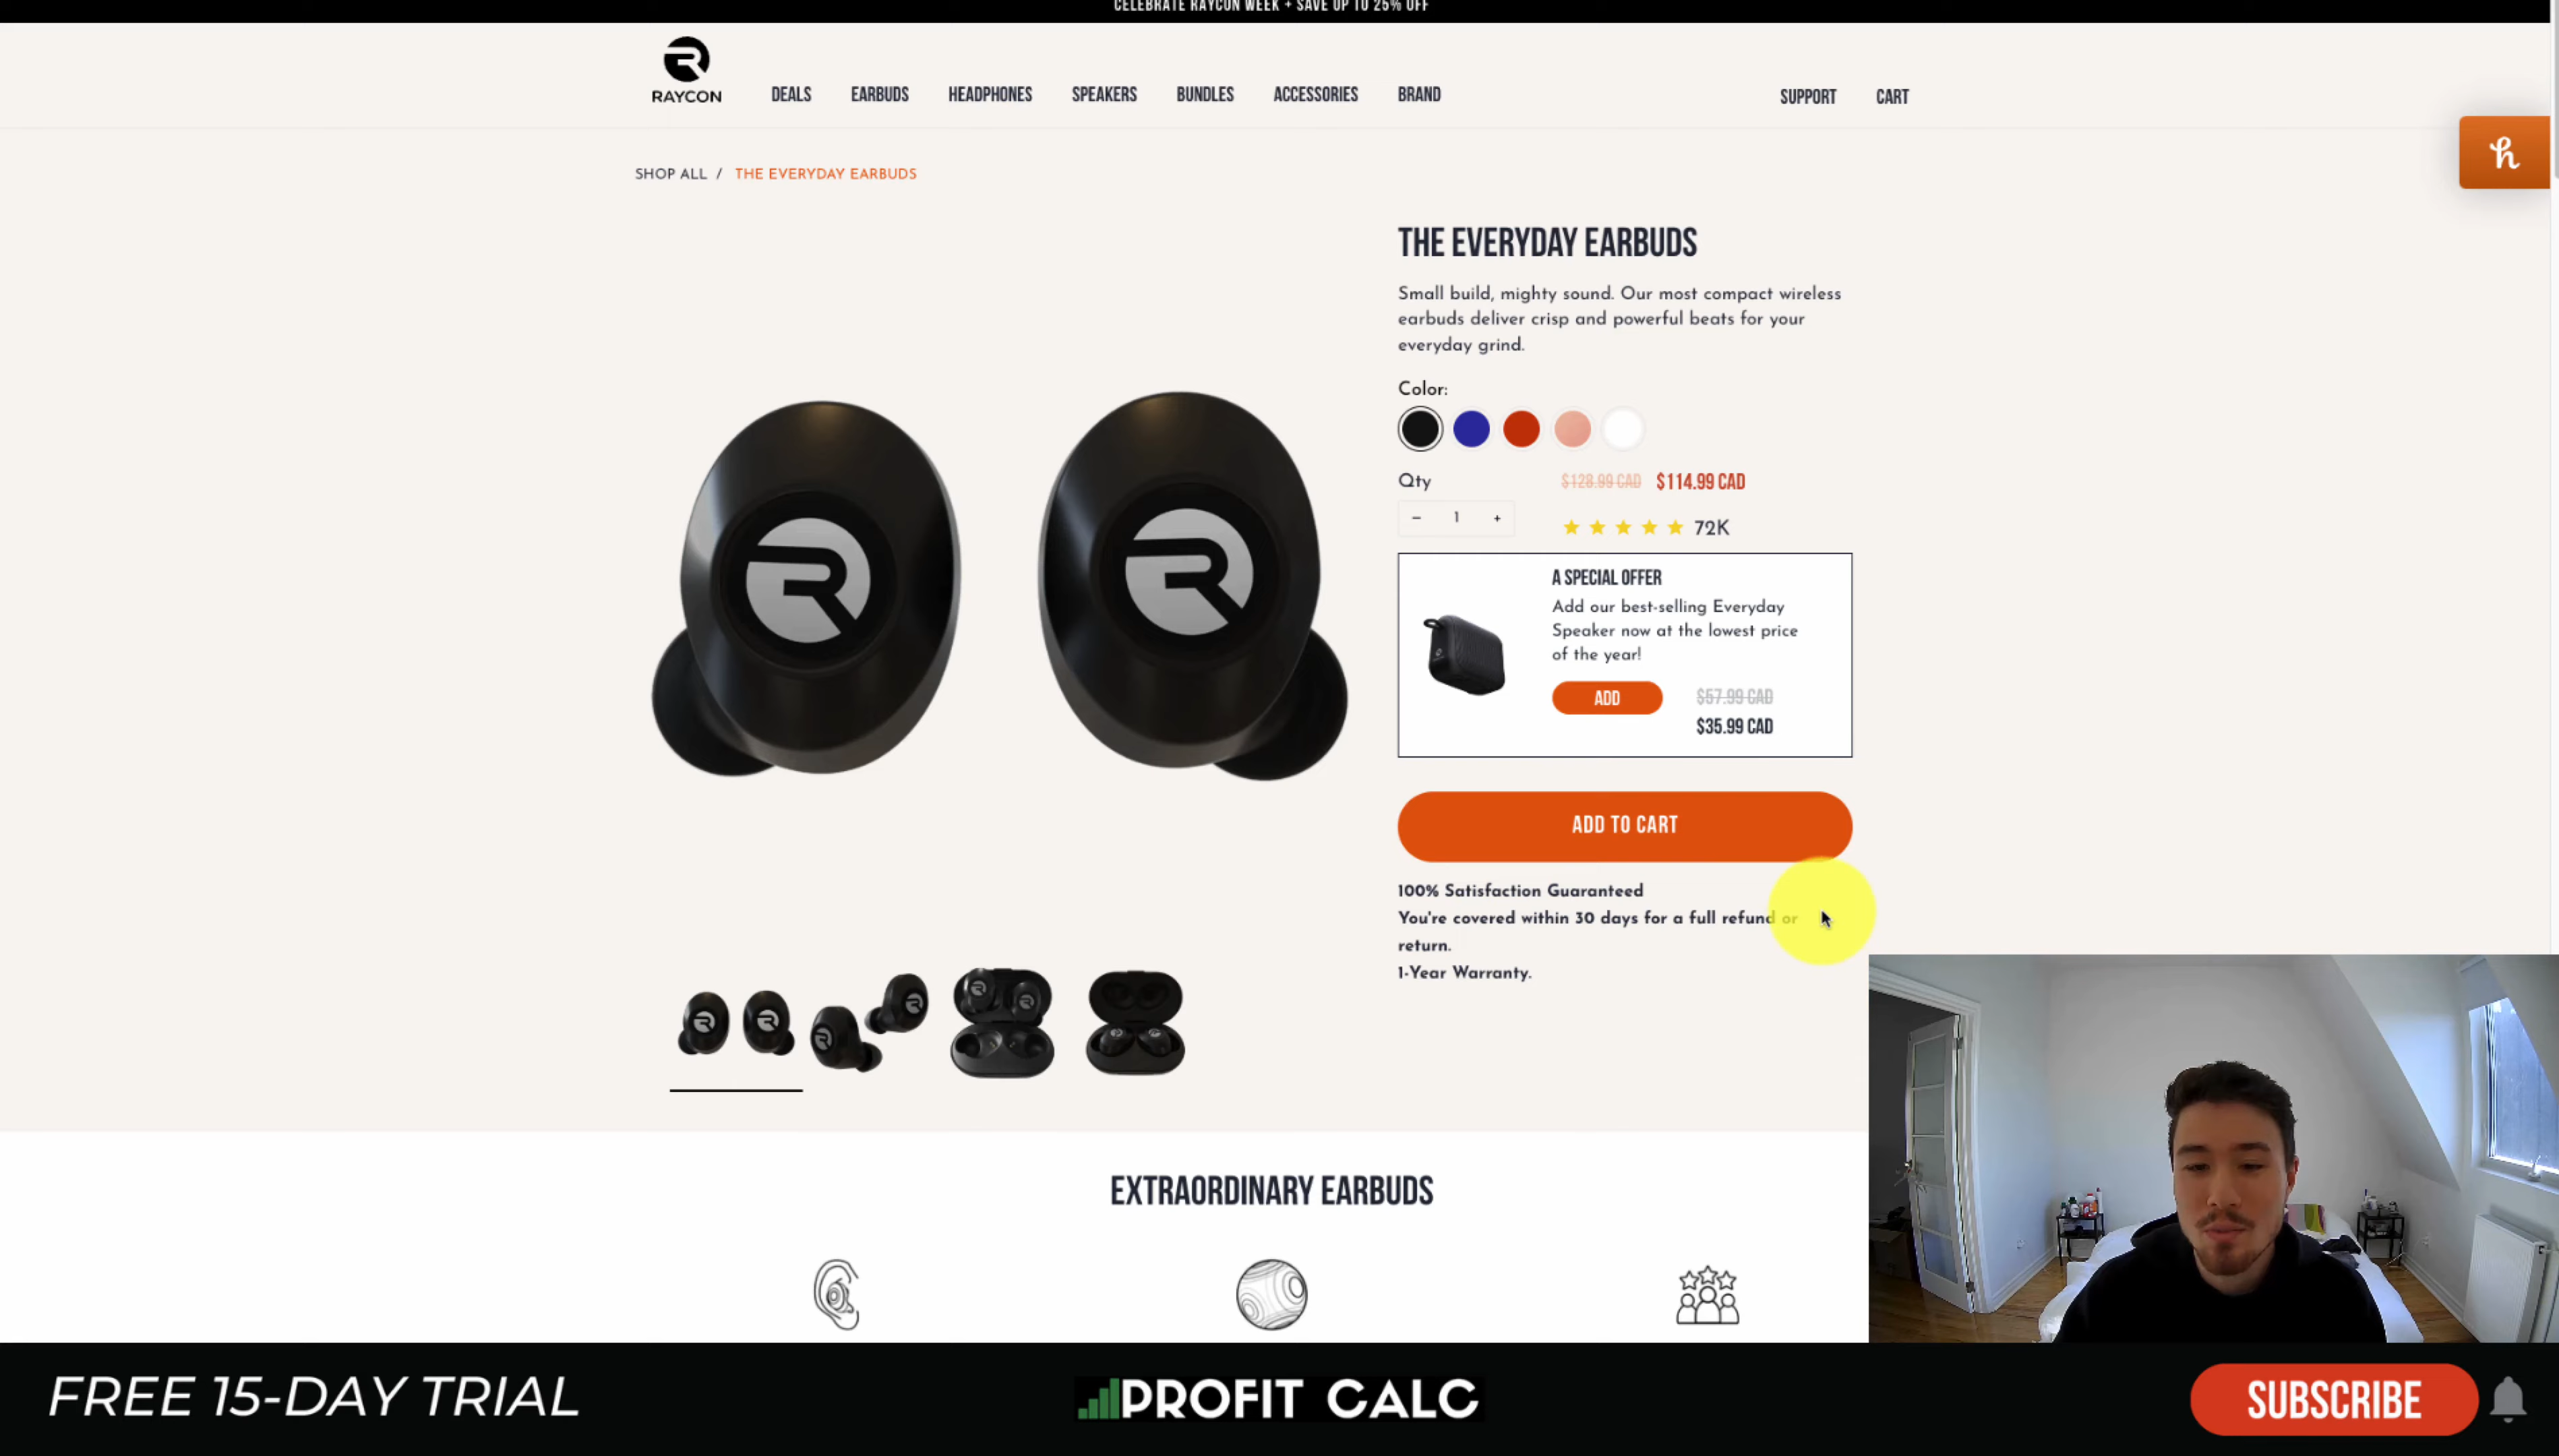 CELEBRATE RAYCON WEEK + SAVE UP TO 25% OFF
RAYCON
DEALS EARBUDS HEADPHONES SPEAKERS BUNDLES ACCESSORIES BRAND SUPPORT CART
h
SHOP ALL / THE EVERYDAY EARBUDS
THE EVERYDAY EARBUDS
Small build, mighty sound. Our most compact wireless
earbuds deliver crisp and powerful beats for your
everyday grind.
Color:
Qty $128.99 CAD $114.99 CAD
− 1 + 72K
A SPECIAL OFFER
Add our best-selling Everyday
Speaker now at the lowest price
of the year!
ADD $57.99 CAD
$35.99 CAD
ADD TO CART
100% Satisfaction Guaranteed
You're covered within 30 days for a full refund or
return.
1-Year Warranty.
EXTRAORDINARY EARBUDS
FREE 15-DAY TRIAL PROFIT CALC SUBSCRIBE